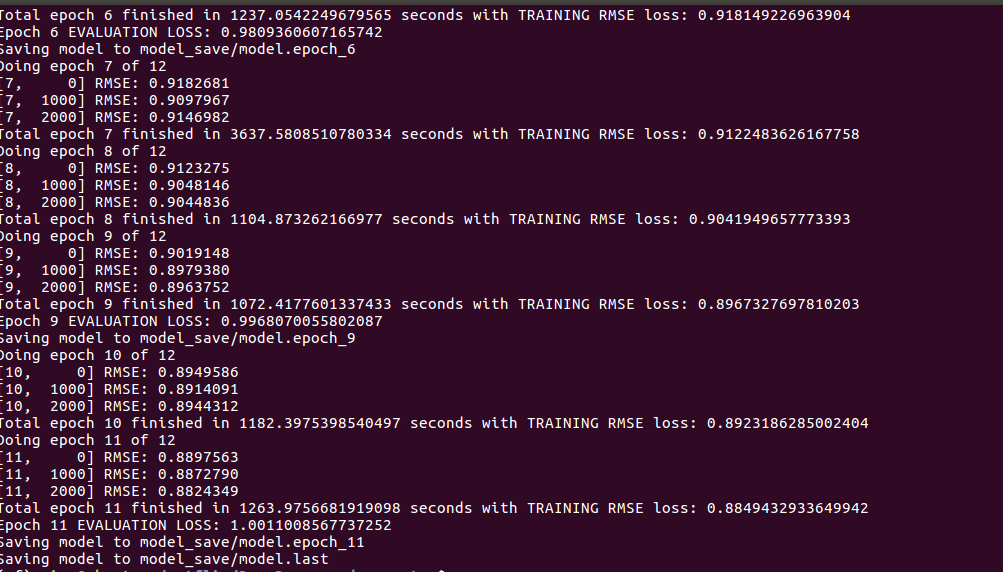 Total epoch 6 finished in 1237.0542249679565 seconds with TRAINING RMSE loss: 0.918149226963904
Epoch 6 EVALUATION LOSS: 0.9809360607165742
Saving model to model_save/model.epoch_6
Doing epoch 7 of 12
[7,     0] RMSE: 0.9182681
[7,  1000] RMSE: 0.9097967
[7,  2000] RMSE: 0.9146982
Total epoch 7 finished in 3637.5808510780334 seconds with TRAINING RMSE loss: 0.9122483626167758
Doing epoch 8 of 12
[8,     0] RMSE: 0.9123275
[8,  1000] RMSE: 0.9048146
[8,  2000] RMSE: 0.9044836
Total epoch 8 finished in 1104.873262166977 seconds with TRAINING RMSE loss: 0.9041949657773393
Doing epoch 9 of 12
[9,     0] RMSE: 0.9019148
[9,  1000] RMSE: 0.8979380
[9,  2000] RMSE: 0.8963752
Total epoch 9 finished in 1072.4177601337433 seconds with TRAINING RMSE loss: 0.8967327697810203
Epoch 9 EVALUATION LOSS: 0.9968070055802087
Saving model to model_save/model.epoch_9
Doing epoch 10 of 12
[10,     0] RMSE: 0.8949586
[10,  1000] RMSE: 0.8914091
[10,  2000] RMSE: 0.8944312
Total epoch 10 finished in 1182.3975398540497 seconds with TRAINING RMSE loss: 0.8923186285002404
Doing epoch 11 of 12
[11,     0] RMSE: 0.8897563
[11,  1000] RMSE: 0.8872790
[11,  2000] RMSE: 0.8824349
Total epoch 11 finished in 1263.9756681919098 seconds with TRAINING RMSE loss: 0.8849432933649942
Epoch 11 EVALUATION LOSS: 1.0011008567737252
Saving model to model_save/model.epoch_11
Saving model to model_save/model.last